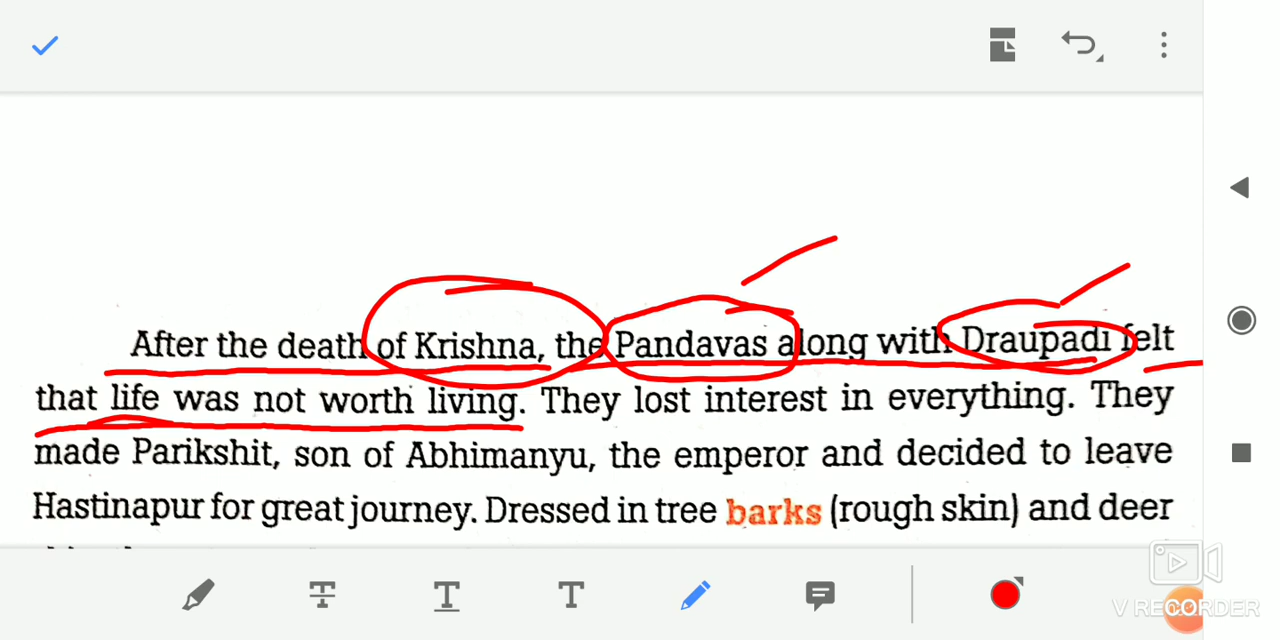 After the death of Krishna, the Pandavas along with Draupadi felt
that life was not worth living. They lost interest in everything. They
made Parikshit, son of Abhimanyu, the emperor and decided to leave
Hastinapur for great journey. Dressed in tree barks (rough skin) and deer
T T T
V RECORDER